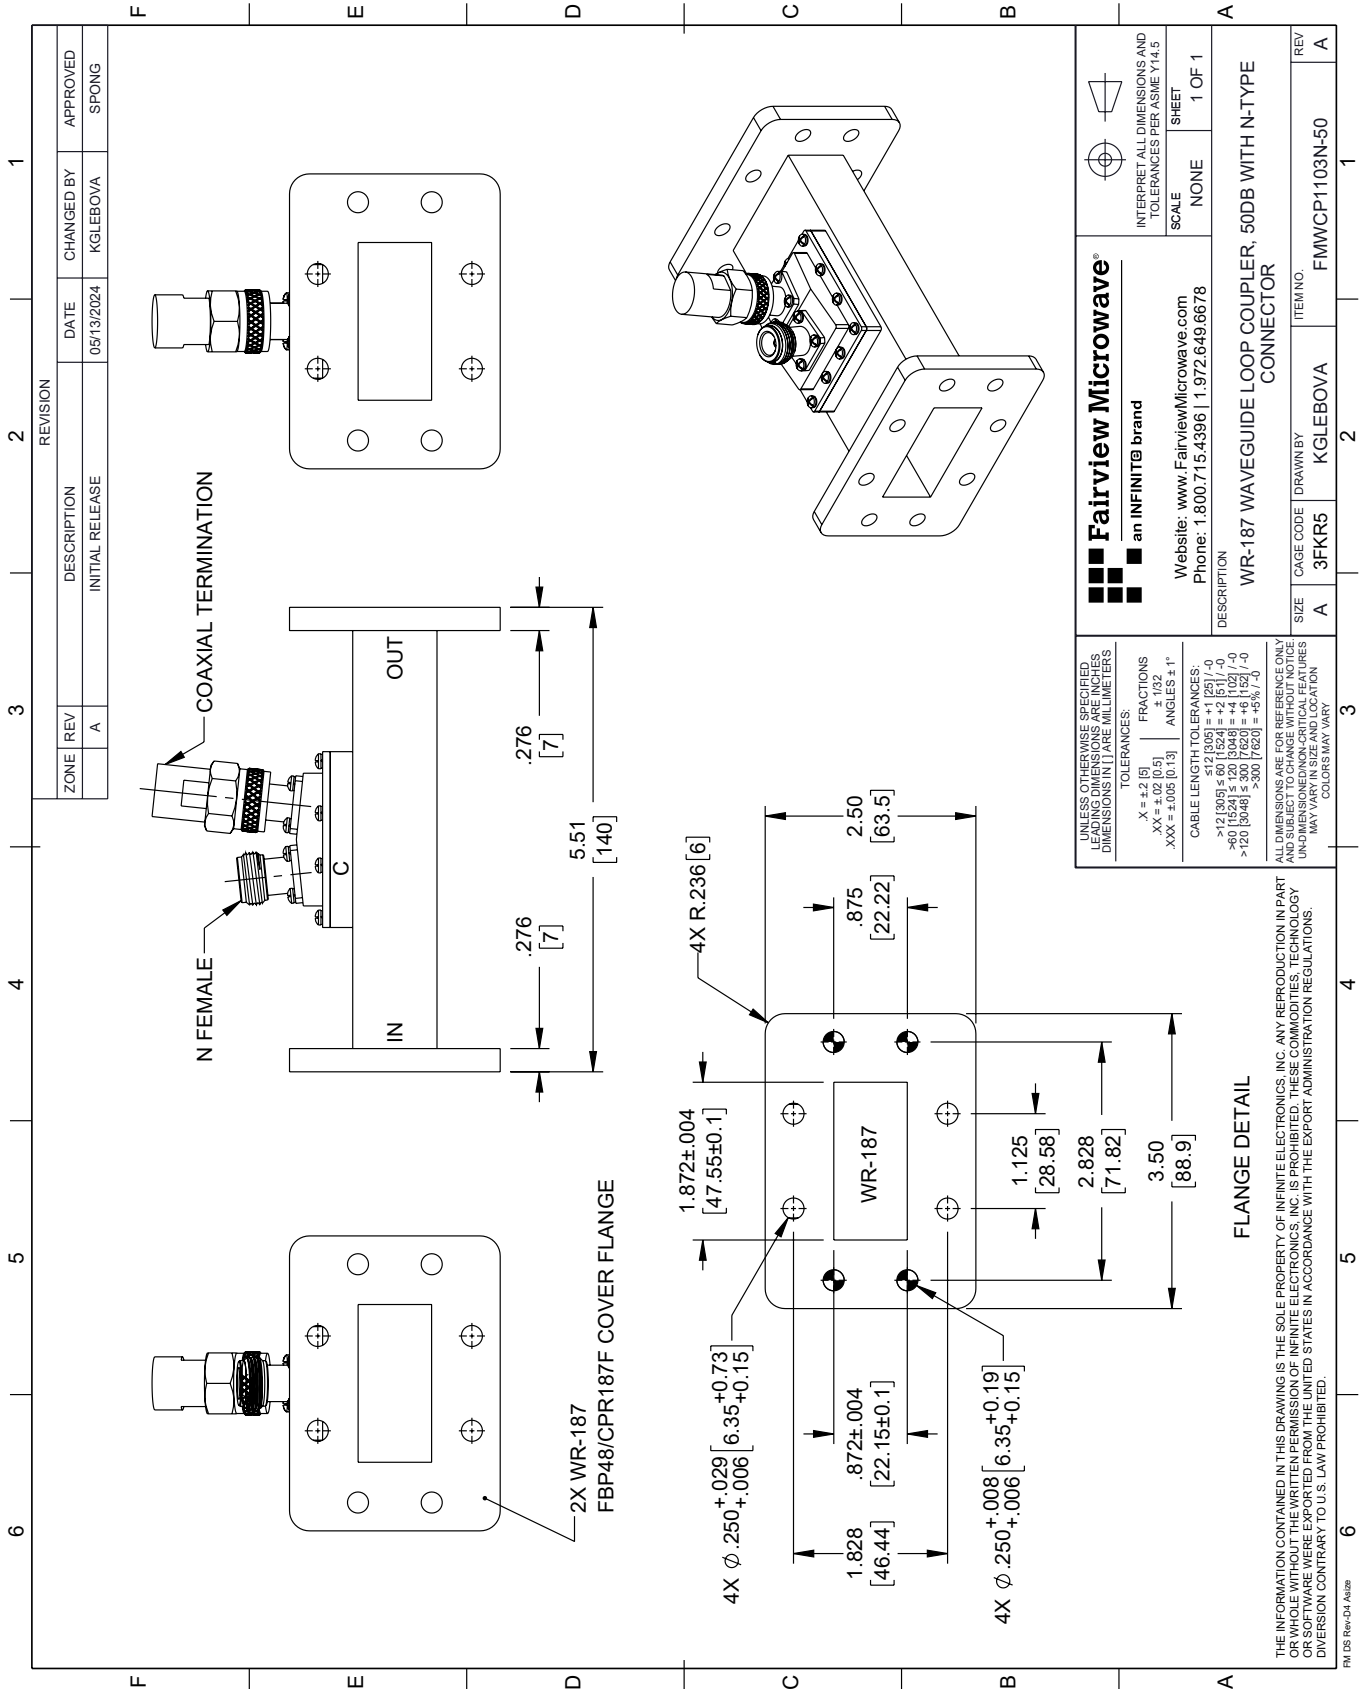 6
5
4
3
2
1
F
E
D
C
B
A
REVISION
ZONE REV DESCRIPTION DATE CHANGED BY APPROVED
A INITIAL RELEASE 05/13/2024 KGLEBOVA SPONG
COAXIAL TERMINATION
N FEMALE
C
IN
OUT
.276
[7]
.276
[7]
5.51
[140]
2X WR-187
FBP48/CPR187F COVER FLANGE
4X Ø .250 +.029 +.006 [6.35 +0.73 +0.15]
1.872±.004
[47.55±0.1]
4X R.236 [6]
WR-187
.872±.004
[22.15±0.1]
1.828
[46.44]
4X Ø .250 +.008 +.006 [6.35 +0.19 +0.15]
.875
[22.22]
2.50
[63.5]
1.125
[28.58]
2.828
[71.82]
3.50
[88.9]
FLANGE DETAIL
THE INFORMATION CONTAINED IN THIS DRAWING IS THE SOLE PROPERTY OF INFINITE ELECTRONICS, INC. ANY REPRODUCTION IN PART
OR WHOLE WITHOUT THE WRITTEN PERMISSION OF INFINITE ELECTRONICS, INC. IS PROHIBITED. THESE COMMODITIES, TECHNOLOGY
OR SOFTWARE WERE EXPORTED FROM THE UNITED STATES IN ACCORDANCE WITH THE EXPORT ADMINISTRATION REGULATIONS.
DIVERSION CONTRARY TO U.S. LAW PROHIBITED.
UNLESS OTHERWISE SPECIFIED
LEADING DIMENSIONS ARE INCHES
DIMENSIONS IN [ ] ARE MILLIMETERS
TOLERANCES:
.X = ±.2 [5] FRACTIONS
.XX = ±.02 [0.5] ± 1/32
.XXX = ±.005 [0.13] ANGLES ± 1°
CABLE LENGTH TOLERANCES:
≤12 [305] = +1 [25] / -0
>12 [305] ≤ 60 [1524] = +2 [51] / -0
>60 [1524] ≤ 120 [3048] = +4 [102] / -0
>120 [3048] ≤ 300 [7620] = +6 [152] / -0
>300 [7620] = +5% / -0
ALL DIMENSIONS ARE FOR REFERENCE ONLY
AND SUBJECT TO CHANGE WITHOUT NOTICE.
UN-DIMENSIONED/NON-CRITICAL FEATURES
MAY VARY IN SIZE AND LOCATION
COLORS MAY VARY
Fairview Microwave®
an INFINIT@ brand
Website: www.FairviewMicrowave.com
Phone: 1.800.715.4396 | 1.972.649.6678
INTERPRET ALL DIMENSIONS AND
TOLERANCES PER ASME Y14.5
SCALE
NONE
SHEET
1 OF 1
DESCRIPTION
WR-187 WAVEGUIDE LOOP COUPLER, 50DB WITH N-TYPE
CONNECTOR
SIZE
A
CAGE CODE
3FKR5
DRAWN BY
KGLEBOVA
ITEM NO.
FMWCP1103N-50
REV
A
6
5
4
3
2
1
F
E
D
C
B
A
FM DS Rev-D4 Asize